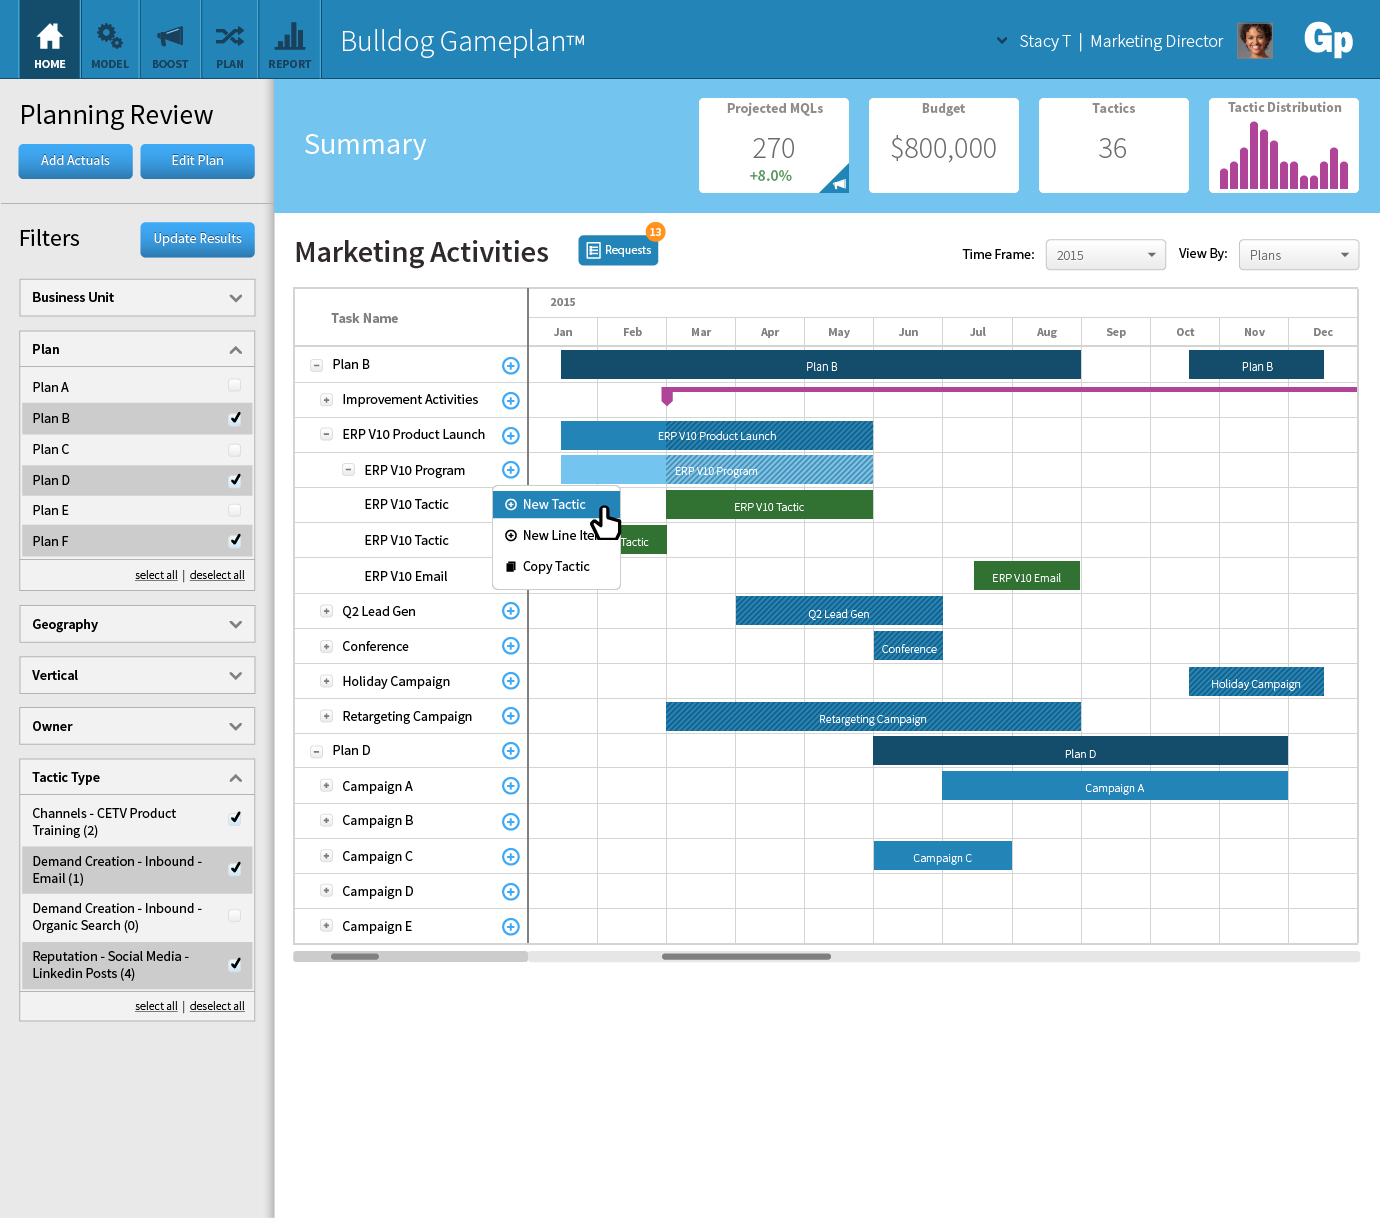 HOME
MODEL
BOOST
PLAN
REPORT
Bulldog Gameplan™
Stacy T | Marketing Director
Gp
Planning Review
Add Actuals
Edit Plan
Filters
Update Results
Business Unit
Plan
Plan A
Plan B
Plan C
Plan D
Plan E
Plan F
select all | deselect all
Geography
Vertical
Owner
Tactic Type
Channels - CETV Product
Training (2)
Demand Creation - Inbound -
Email (1)
Demand Creation - Inbound -
Organic Search (0)
Reputation - Social Media -
Linkedin Posts (4)
select all | deselect all
Summary
Projected MQLs
270
+8.0%
Budget
$800,000
Tactics
36
Tactic Distribution
Marketing Activities
Requests
13
Time Frame:
2015
View By:
Plans
Task Name
2015
Jan Feb Mar Apr May Jun Jul Aug Sep Oct Nov Dec
Plan B
Plan B
Plan B
Improvement Activities
ERP V10 Product Launch
ERP V10 Product Launch
ERP V10 Program
ERP V10 Program
ERP V10 Tactic
ERP V10 Tactic
ERP V10 Tactic
Tactic
ERP V10 Email
ERP V10 Email
New Tactic
New Line Ite
Copy Tactic
Q2 Lead Gen
Q2 Lead Gen
Conference
Conference
Holiday Campaign
Holiday Campaign
Retargeting Campaign
Retargeting Campaign
Plan D
Plan D
Campaign A
Campaign A
Campaign B
Campaign C
Campaign C
Campaign D
Campaign E